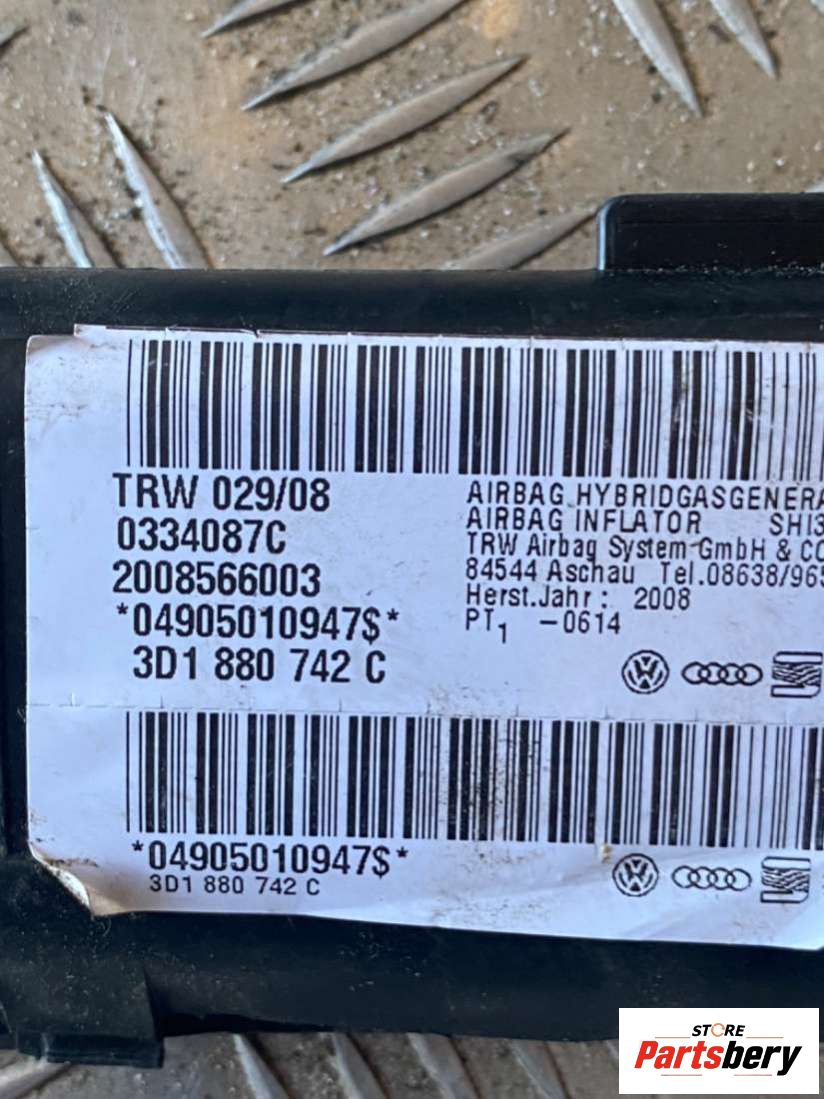 TRW 029/08
0334087C
2008566003
*04905010947$*
3D1 880 742 C
AIRBAG HYBRIDGASGENERA
AIRBAG INFLATOR SHI3
TRW Airbag System GmbH & CO
84544 Aschau Tel.08638/965
Herst.Jahr: 2008
PT1 -0614
*04905010947$*
3D1 880 742 C
STORE
Partsbery